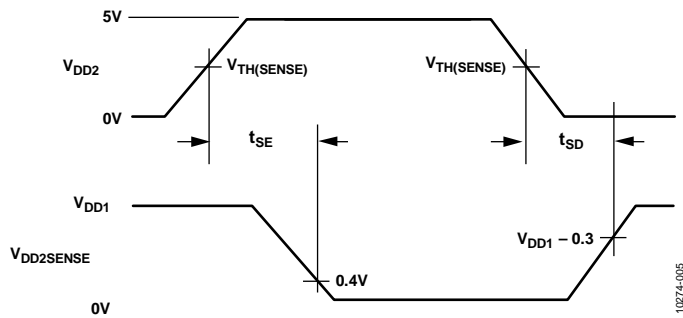 5V
VDD2
VTH(SENSE)
VTH(SENSE)
0V
tSE
tSD
VDD1
VDD1 – 0.3
VDD2SENSE
0.4V
0V
10274-005